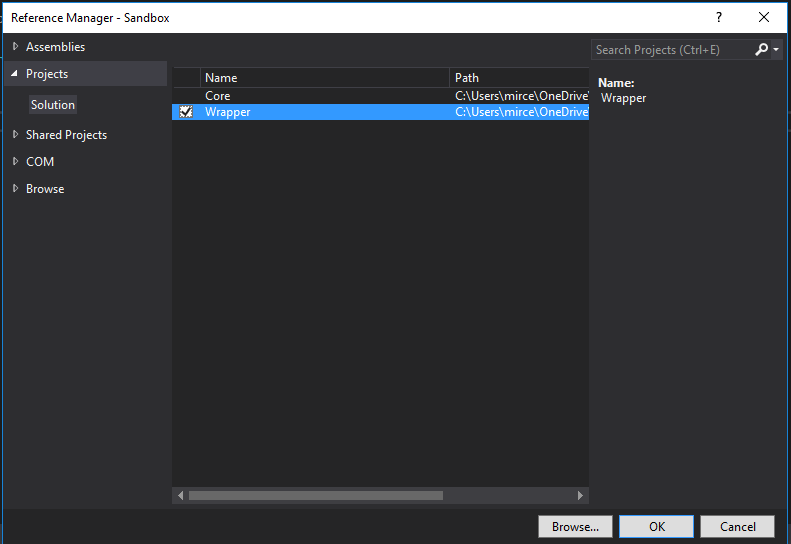 Reference Manager - Sandbox ?
Assemblies
Projects
Solution
Shared Projects
COM
Browse
Name Path
Core C:\Users\mirce\OneDrive\
Wrapper C:\Users\mirce\OneDrive\
Search Projects (Ctrl+E)
Name:
Wrapper
Browse... OK Cancel